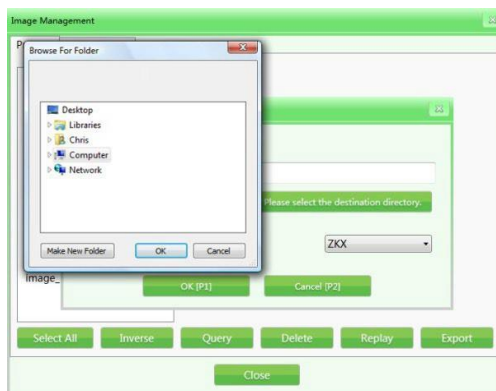 Image Management
P
Browse For Folder
Desktop
Libraries
Chris
Computer
Network
Please select the destination directory.
Make New Folder
OK
Cancel
ZKX
Image_
OK [P1]
Cancel [P2]
Select All
Inverse
Query
Delete
Replay
Export
Close